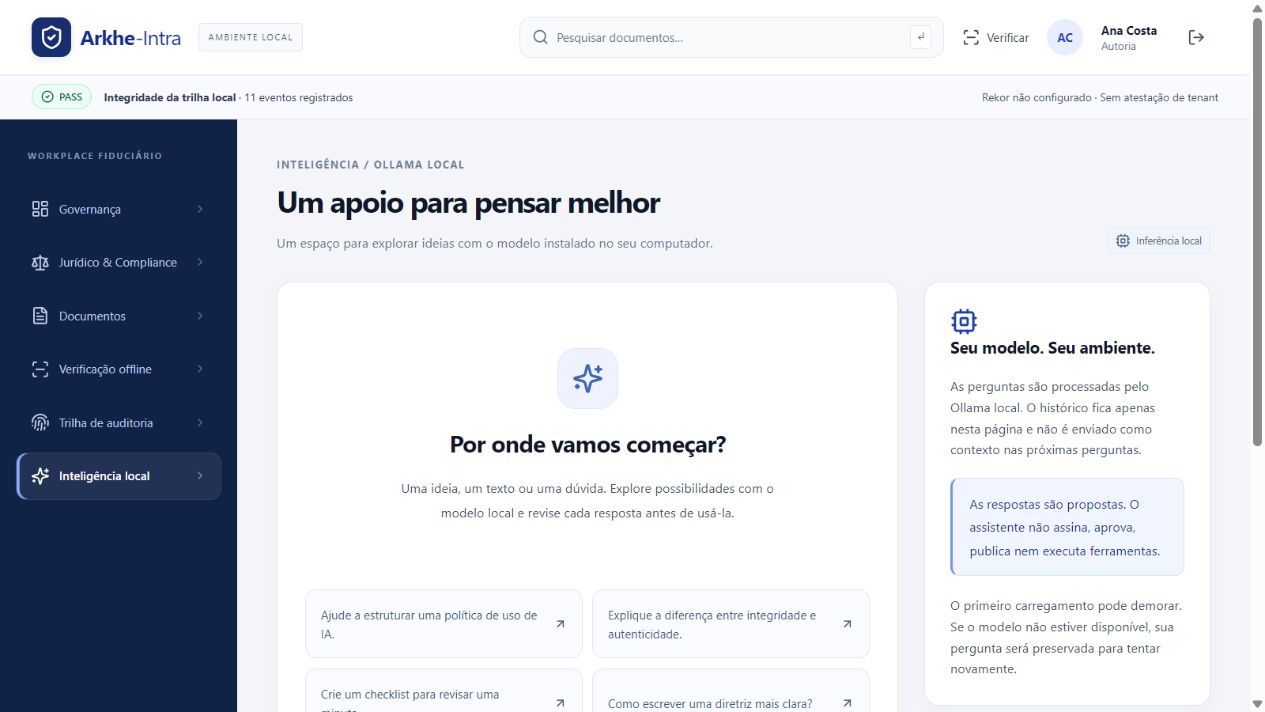 Arkhe-Intra
AMBIENTE LOCAL
Pesquisar documentos...
Verificar
AC
Ana Costa
Autoria
PASS
Integridade da trilha local · 11 eventos registrados
Rekor não configurado · Sem atestação de tenant
WORKPLACE FIDUCIÁRIO
Governança
Jurídico & Compliance
Documentos
Verificação offline
Trilha de auditoria
Inteligência local
INTELIGÊNCIA / OLLAMA LOCAL
Um apoio para pensar melhor
Um espaço para explorar ideias com o modelo instalado no seu computador.
Inferência local
Por onde vamos começar?
Uma ideia, um texto ou uma dúvida. Explore possibilidades com o
modelo local e revise cada resposta antes de usá-la.
Ajude a estruturar uma política de uso de
IA.
Explique a diferença entre integridade e
autenticidade.
Crie um checklist para revisar uma
Como escrever uma diretriz mais clara?
Seu modelo. Seu ambiente.
As perguntas são processadas pelo
Ollama local. O histórico fica apenas
nesta página e não é enviado como
contexto nas próximas perguntas.
As respostas são propostas. O
assistente não assina, aprova,
publica nem executa ferramentas.
O primeiro carregamento pode demorar.
Se o modelo não estiver disponível, sua
pergunta será preservada para tentar
novamente.